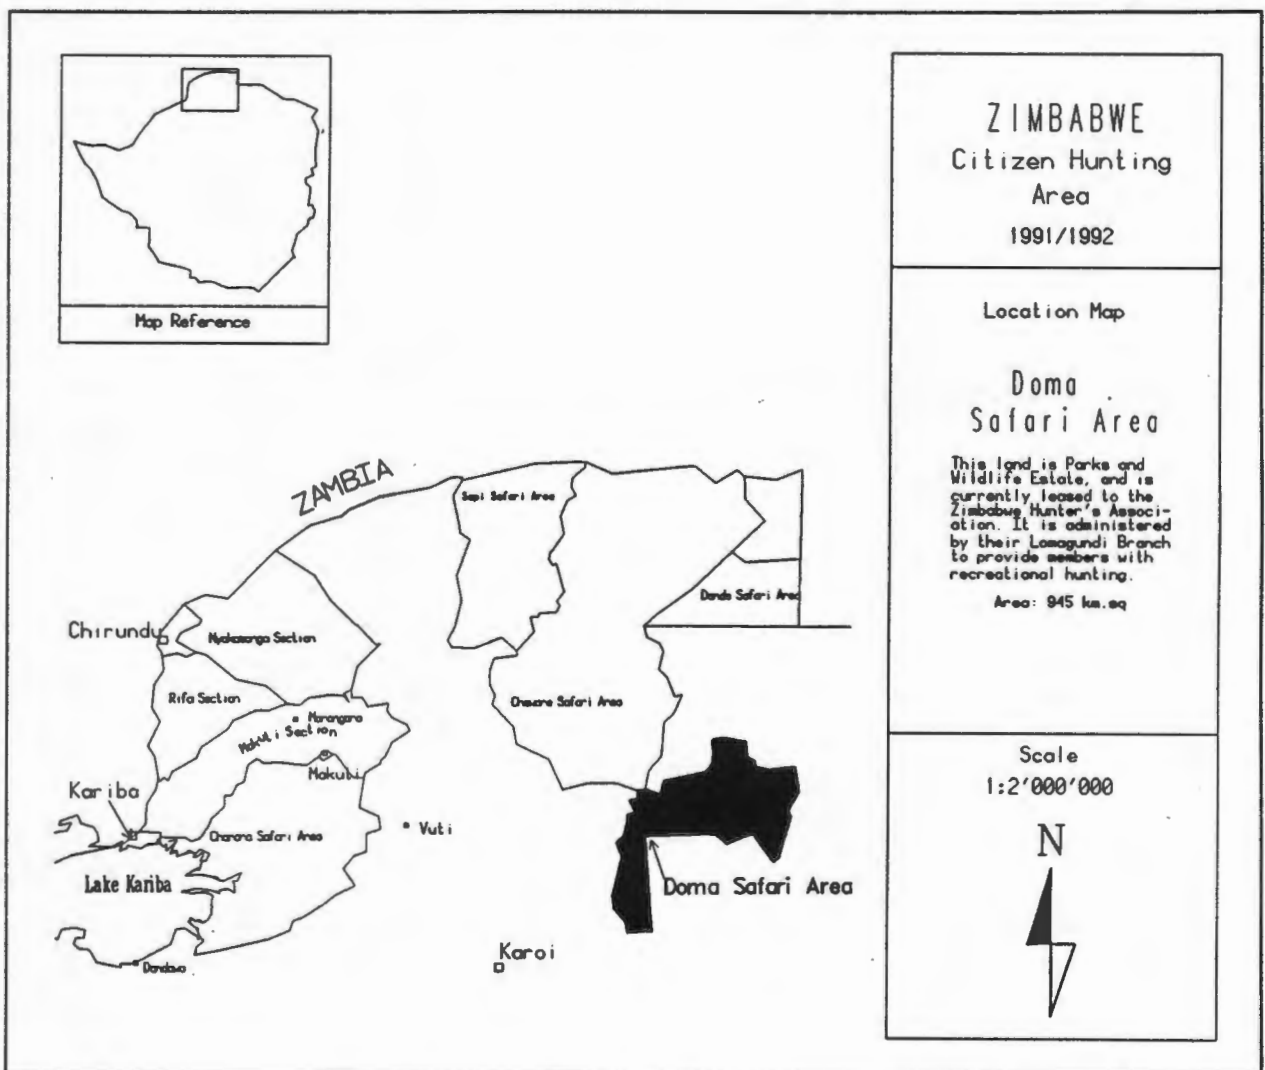 Map Reference
ZIMBABWE
Citizen Hunting
Area
1991/1992
Location Map
Doma
Safari Area
This land is Parks and
Wildlife Estate, and is
currently leased to the
Zimbabwe Hunter's Associ-
ation. It is administered
by their Lomagundi Branch
to provide members with
recreational hunting.
Area: 945 km.sq
Scale
1:2'000'000
N
ZAMBIA
Sapi Safari Area
Dande Safari Area
Chirundu
Nyakasanga Section
Rifa Section
Chewore Safari Area
Marongora
Makuti Section
Makuti
Kariba
Charara Safari Area
Vuti
Lake Kariba
Doma Safari Area
Karoi